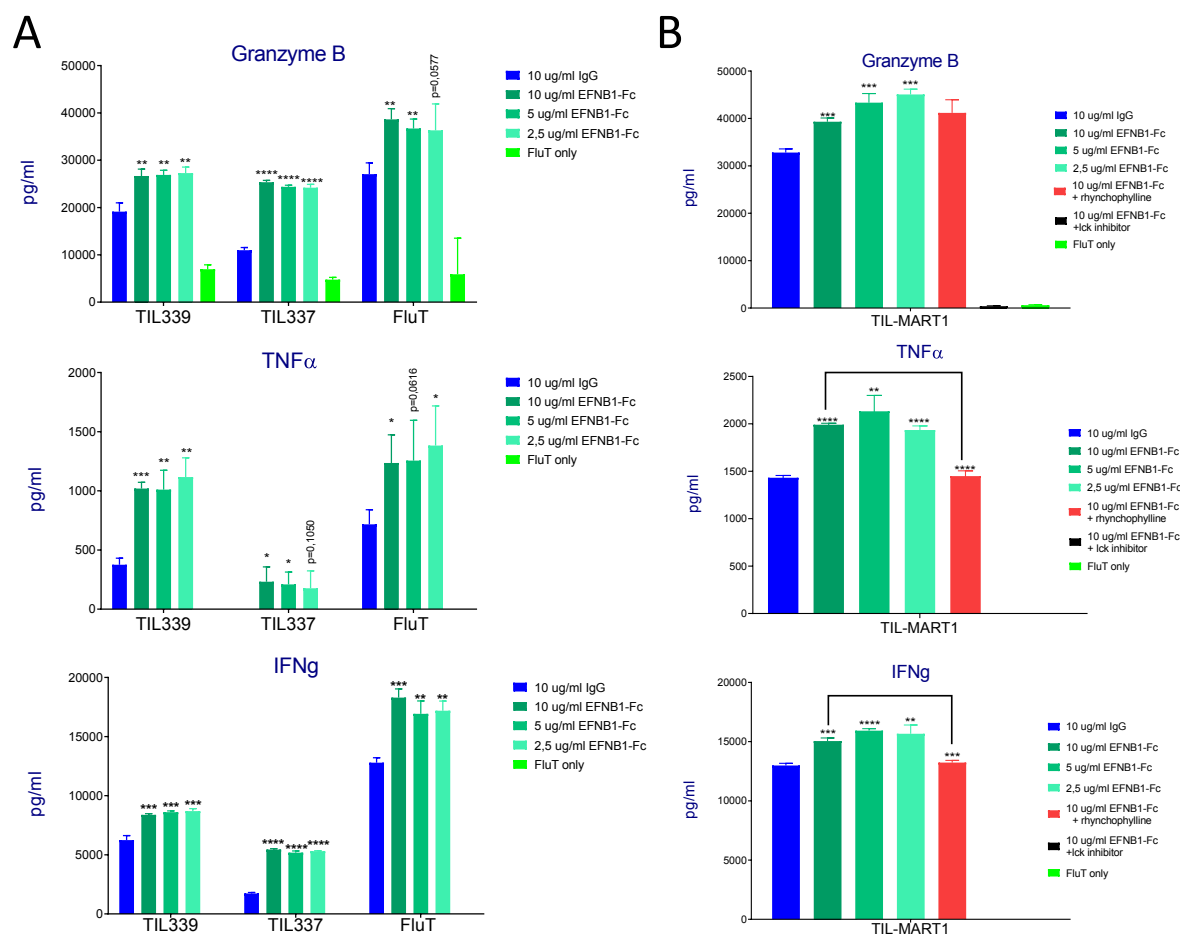 A
Granzyme B
50000
40000
30000
20000
10000
0
pg/ml
** ** **
**** **** ****
** ** p=0,0577
TIL339 TIL337 FluT
10 ug/ml IgG
10 ug/ml EFNB1-Fc
5 ug/ml EFNB1-Fc
2,5 ug/ml EFNB1-Fc
FluT only
TNFα
2000
1500
1000
500
0
pg/ml
*** ** **
* * p=0,1050
* p=0,0616 *
TIL339 TIL337 FluT
10 ug/ml IgG
10 ug/ml EFNB1-Fc
5 ug/ml EFNB1-Fc
2,5 ug/ml EFNB1-Fc
FluT only
IFNg
20000
15000
10000
5000
0
pg/ml
*** *** ***
**** **** ****
*** ** **
TIL339 TIL337 FluT
10 ug/ml IgG
10 ug/ml EFNB1-Fc
5 ug/ml EFNB1-Fc
2,5 ug/ml EFNB1-Fc
FluT only
B
Granzyme B
50000
40000
30000
20000
10000
0
pg/ml
*** *** ***
TIL-MART1
10 ug/ml IgG
10 ug/ml EFNB1-Fc
5 ug/ml EFNB1-Fc
2,5 ug/ml EFNB1-Fc
10 ug/ml EFNB1-Fc
+ rhynchophylline
10 ug/ml EFNB1-Fc
+lck inhibitor
FluT only
TNFα
2500
2000
1500
1000
500
0
pg/ml
**** ** **** ****
TIL-MART1
10 ug/ml IgG
10 ug/ml EFNB1-Fc
5 ug/ml EFNB1-Fc
2,5 ug/ml EFNB1-Fc
10 ug/ml EFNB1-Fc
+ rhynchophylline
10 ug/ml EFNB1-Fc
+ lck inhibitor
FluT only
IFNg
20000
15000
10000
5000
0
pg/ml
*** **** ** ***
TIL-MART1
10 ug/ml IgG
10 ug/ml EFNB1-Fc
5 ug/ml EFNB1-Fc
2,5 ug/ml EFNB1-Fc
10 ug/ml EFNB1-Fc
+ rhynchophylline
10 ug/ml EFNB1-Fc
+lck inhibitor
FluT only